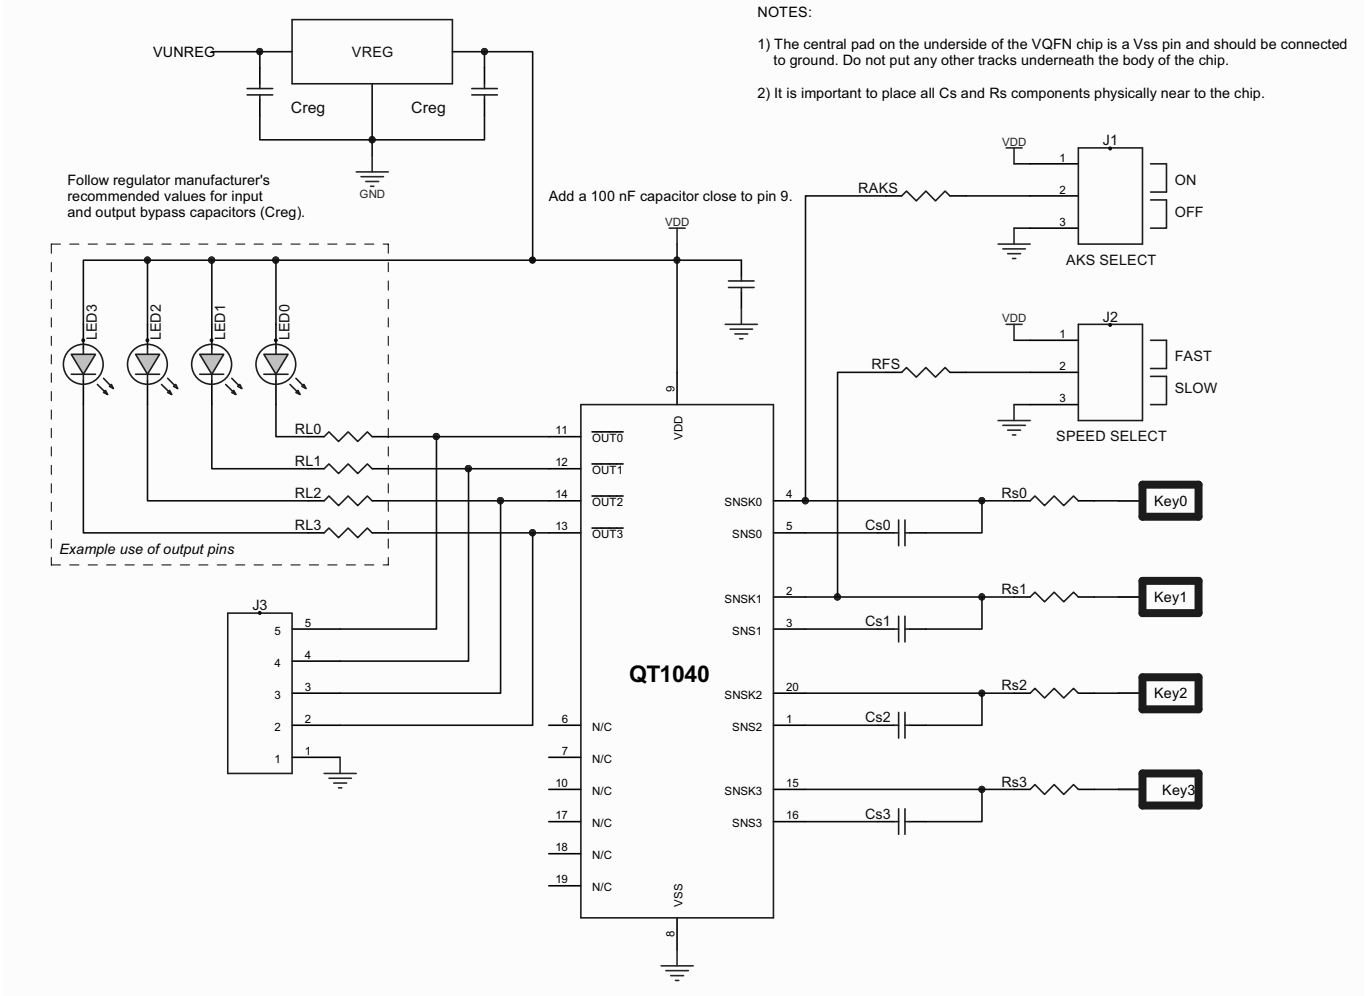 NOTES:
1) The central pad on the underside of the VQFN chip is a Vss pin and should be connected
to ground. Do not put any other tracks underneath the body of the chip.
2) It is important to place all Cs and Rs components physically near to the chip.
VUNREG
VREG
Creg
Creg
GND
Follow regulator manufacturer's
recommended values for input
and output bypass capacitors (Creg).
Add a 100 nF capacitor close to pin 9.
VDD
LED3
LED2
LED1
LED0
RL0
RL1
RL2
RL3
Example use of output pins
J3
5 5
4 4
3 3
2 2
1 1
9
VDD
11 OUT0
12 OUT1
14 OUT2
13 OUT3
6 N/C
7 N/C
10 N/C
17 N/C
18 N/C
19 N/C
QT1040
VSS
8
SNSK0 4
SNS0 5
SNSK1 2
SNS1 3
SNSK2 20
SNS2 1
SNSK3 15
SNS3 16
RAKS
VDD
J1
1
2
3
ON
OFF
AKS SELECT
RFS
VDD
J2
1
2
3
FAST
SLOW
SPEED SELECT
Rs0
Key0
Cs0
Rs1
Key1
Cs1
Rs2
Key2
Cs2
Rs3
Key3
Cs3